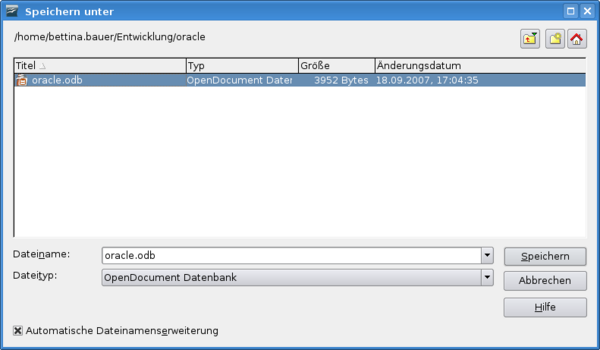 Speichern unter
/home/bettina.bauer/Entwicklung/oracle
Titel Typ Größe Änderungsdatum
oracle.odb OpenDocument Daten 3952 Bytes 18.09.2007, 17:04:35
Dateiname: oracle.odb Speichern
Dateityp: OpenDocument Datenbank Abbrechen
Hilfe
Automatische Dateinamenserweiterung